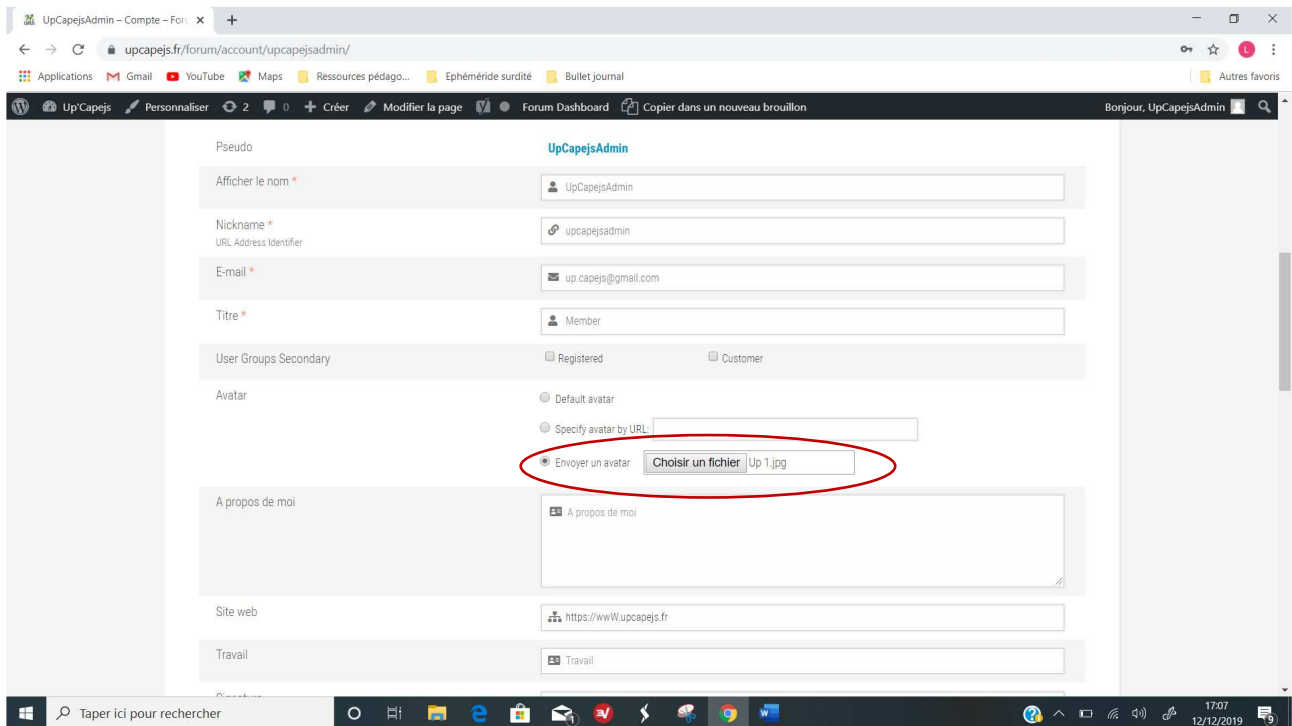 UpCapejsAdmin – Compte – For
upcapejs.fr/forum/account/upcapejsadmin/
L
Applications Gmail YouTube Maps Ressources pédago... Ephéméride surdité Bullet journal Autres favoris
Up'Capejs Personnaliser 2 0 Créer Modifier la page Forum Dashboard Copier dans un nouveau brouillon Bonjour, UpCapejsAdmin
Pseudo UpCapejsAdmin
Afficher le nom * UpCapejsAdmin
Nickname * upcapejsadmin
URL Address Identifier
E-mail * up.capejs@gmail.com
Titre * Member
User Groups Secondary Registered Customer
Avatar Default avatar
Specify avatar by URL:
Envoyer un avatar Choisir un fichier Up 1.jpg
A propos de moi A propos de moi
Site web https://wwW.upcapejs.fr
Travail Travail
Taper ici pour rechercher 17:07
12/12/2019